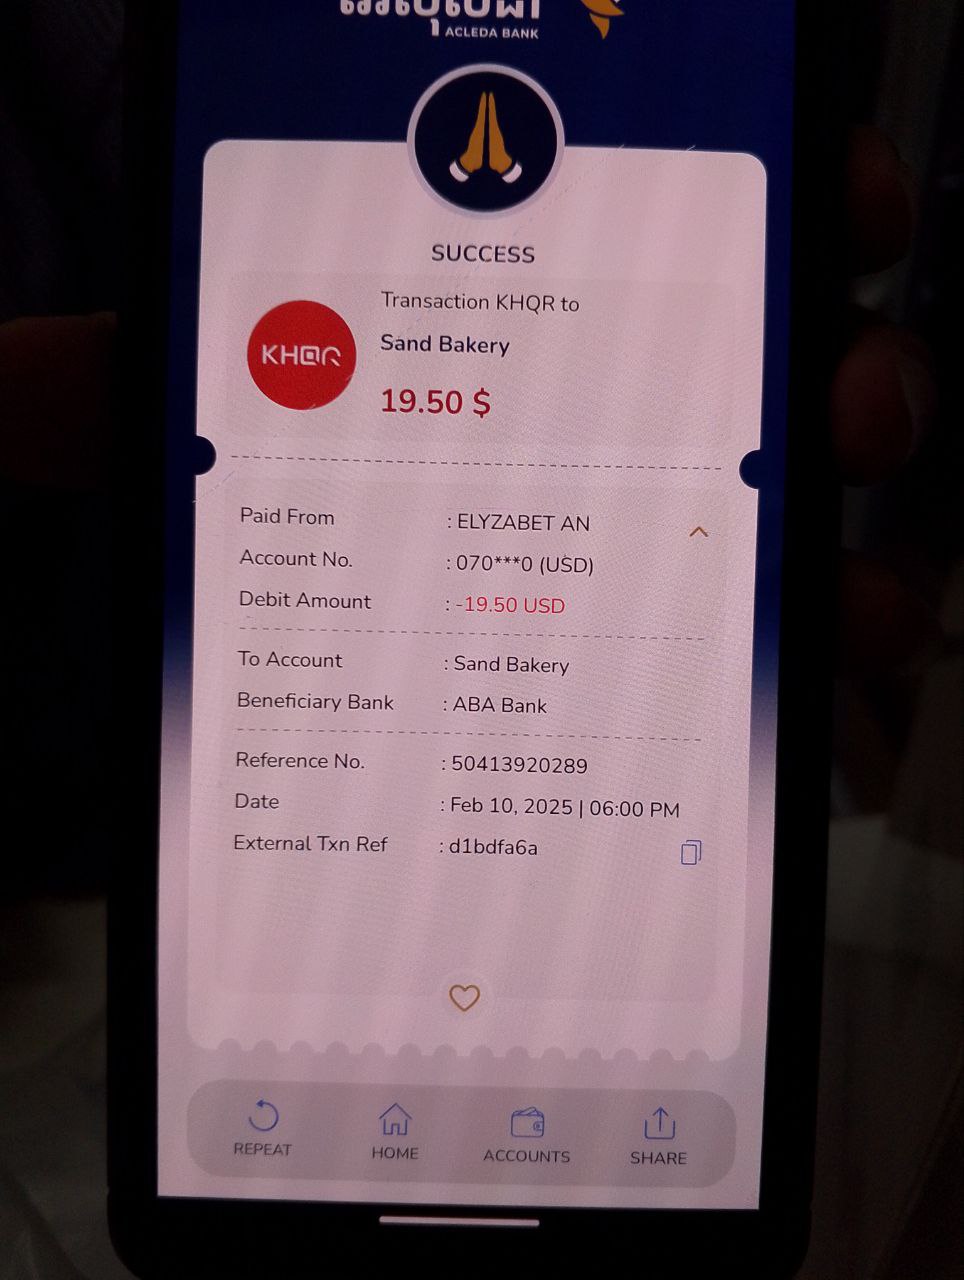 ACLEDA BANK
SUCCESS
Transaction KHQR to
KHQR
Sand Bakery
19.50 $
Paid From : ELYZABET AN
Account No. : 070***0 (USD)
Debit Amount : -19.50 USD
To Account : Sand Bakery
Beneficiary Bank : ABA Bank
Reference No. : 50413920289
Date : Feb 10, 2025 | 06:00 PM
External Txn Ref : d1bdfa6a
REPEAT HOME ACCOUNTS SHARE